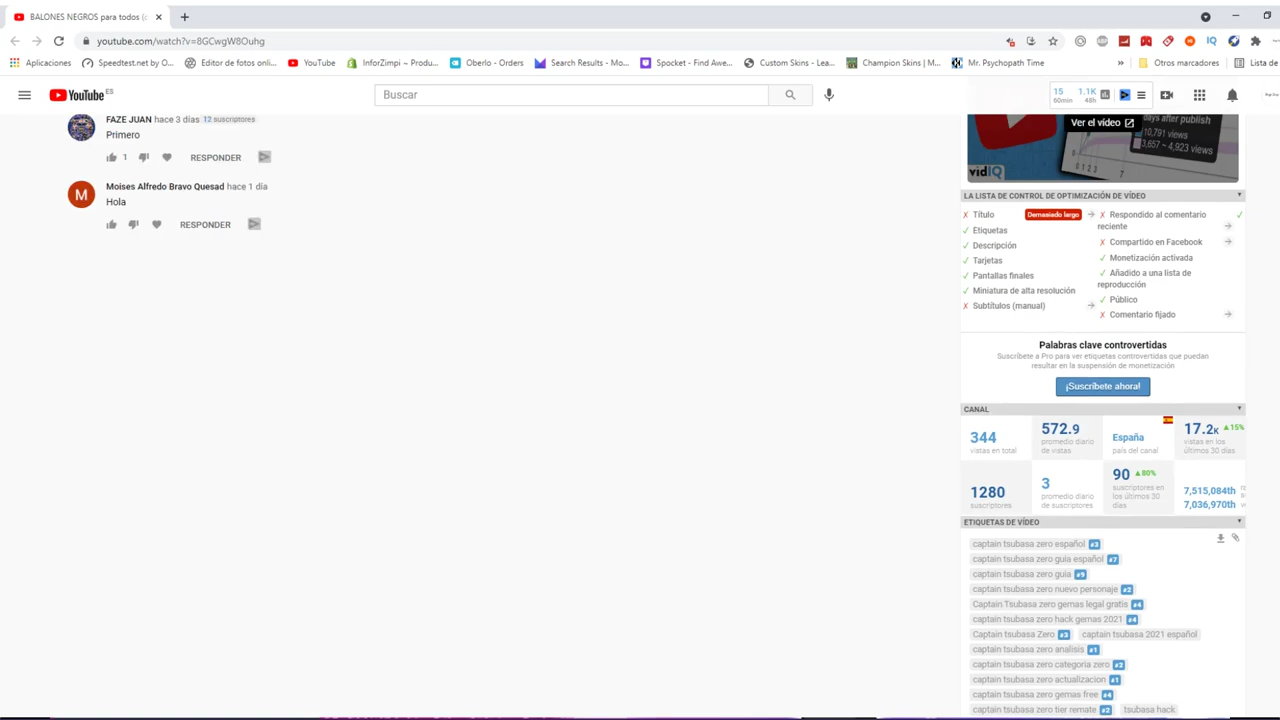 BALONES NEGROS para todos (c
youtube.com/watch?v=8GCwgW8Ouhg
Aplicaciones
Speedtest.net by O...
Editor de fotos onli...
YouTube
InforZimpi ~ Produ...
Oberlo - Orders
Search Results - Mo...
Spocket - Find Awe...
Custom Skins - Lea...
Champion Skins | M...
Mr. Psychopath Time
»
Otros marcadores
Lista de
YouTube ES
Buscar
15 60min
1.1K 48h
FAZE JUAN hace 3 días 12 suscriptores
Primero
1
RESPONDER
M
Moises Alfredo Bravo Quesad hace 1 día
Hola
RESPONDER
days after publish
Ver el vídeo
10,791 views
3,657 ~ 4,923 views
7
vidIQ
LA LISTA DE CONTROL DE OPTIMIZACIÓN DE VÍDEO
✗ Título Demasiado largo →
✓ Etiquetas
✓ Descripción
✓ Tarjetas
✓ Pantallas finales
✓ Miniatura de alta resolución
✗ Subtítulos (manual) →
✗ Respondido al comentario
reciente →
✗ Compartido en Facebook →
✓ Monetización activada
✓ Añadido a una lista de
reproducción
✓ Público
✗ Comentario fijado →
✓
Palabras clave controvertidas
Suscríbete a Pro para ver etiquetas controvertidas que puedan
resultar en la suspensión de monetización
¡Suscríbete ahora!
CANAL
344
vistas en total
572.9
promedio diario
de vistas
España
país del canal
17.2K ▲15%
vistas en los
últimos 30 días
1280
suscriptores
3
promedio diario
de suscriptores
90 ▲80%
suscriptores en
los últimos 30
días
7,515,084th
7,036,970th
ETIQUETAS DE VÍDEO
captain tsubasa zero español #3
captain tsubasa zero guia español #7
captain tsubasa zero guia #9
captain tsubasa zero nuevo personaje #2
Captain Tsubasa zero gemas legal gratis #4
captain tsubasa zero hack gemas 2021 #4
Captain tsubasa Zero #3 captain tsubasa 2021 español
captain tsubasa zero analisis #1
captain tsubasa zero categoria zero #2
captain tsubasa zero actualizacion #1
captain tsubasa zero gemas free #4
captain tsubasa zero tier remate #2 tsubasa hack